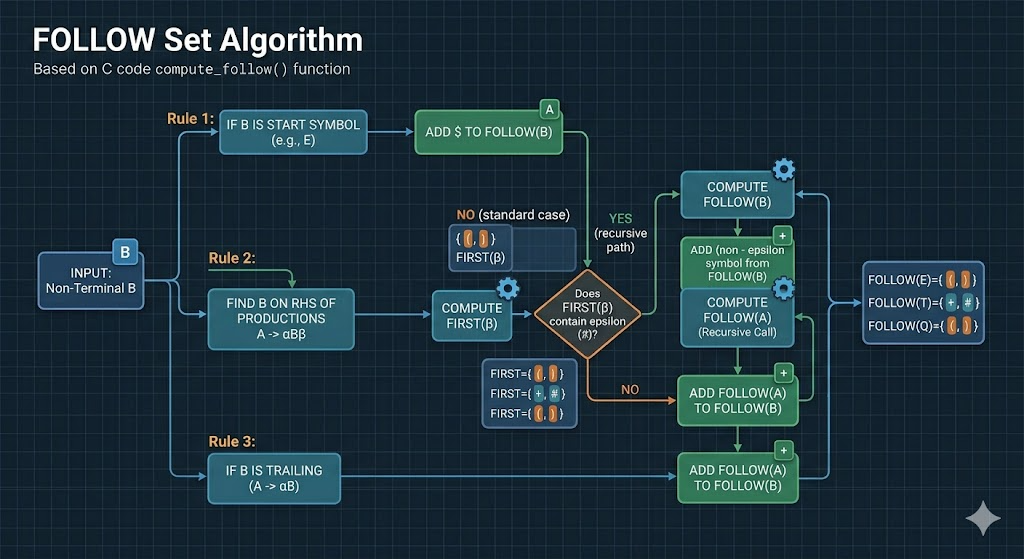 FOLLOW Set Algorithm
Based on C code compute_follow() function
Rule 1:
IF B IS START SYMBOL
(e.g., E)
A
ADD $ TO FOLLOW(B)
B
INPUT:
Non-Terminal B
Rule 2:
FIND B ON RHS OF
PRODUCTIONS
A -> αBβ
NO (standard case)
{ (, ) }
FIRST(β)
COMPUTE
FIRST(β)
Does
FIRST(β)
contain epsilon
(#)?
YES
(recursive
path)
NO
FIRST={ (, ) }
FIRST={ +, # }
FIRST={ (, ) }
COMPUTE
FOLLOW(B)
+
ADD (non - epsilon
symbol from
FOLLOW(B)
COMPUTE
FOLLOW(A)
(Recursive Call)
+
ADD FOLLOW(A)
TO FOLLOW(B)
Rule 3:
IF B IS TRAILING
(A -> αB)
+
ADD FOLLOW(A)
TO FOLLOW(B)
FOLLOW(E)={ (, ) }
FOLLOW(T)={ +, # }
FOLLOW(Q)={ (, ) }